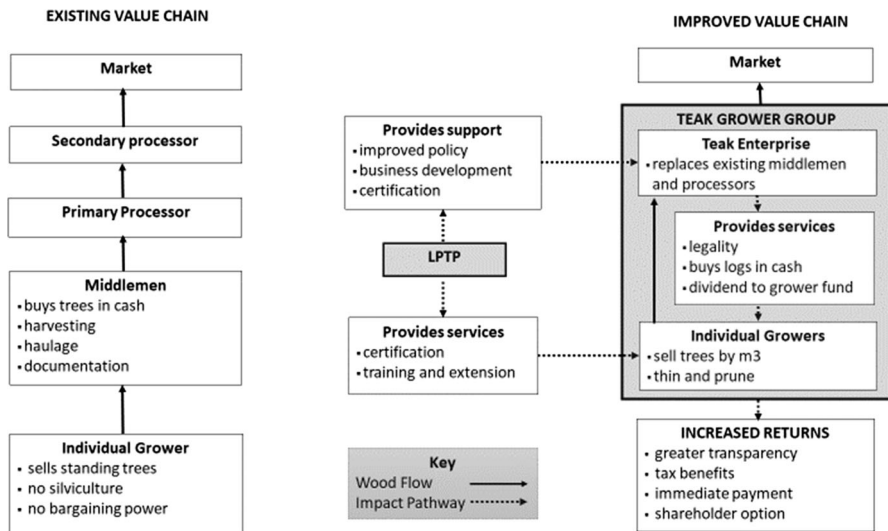 EXISTING VALUE CHAIN
Market
Secondary processor
Primary Processor
Middlemen
▪ buys trees in cash
▪ harvesting
▪ haulage
▪ documentation
Individual Grower
▪ sells standing trees
▪ no silviculture
▪ no bargaining power
Provides support
▪ improved policy
▪ business development
▪ certification
LPTP
Provides services
▪ certification
▪ training and extension
Key
Wood Flow
Impact Pathway
IMPROVED VALUE CHAIN
Market
TEAK GROWER GROUP
Teak Enterprise
▪ replaces existing middlemen
and processors
Provides services
▪ legality
▪ buys logs in cash
▪ dividend to grower fund
Individual Growers
▪ sell trees by m3
▪ thin and prune
INCREASED RETURNS
▪ greater transparency
▪ tax benefits
▪ immediate payment
▪ shareholder option